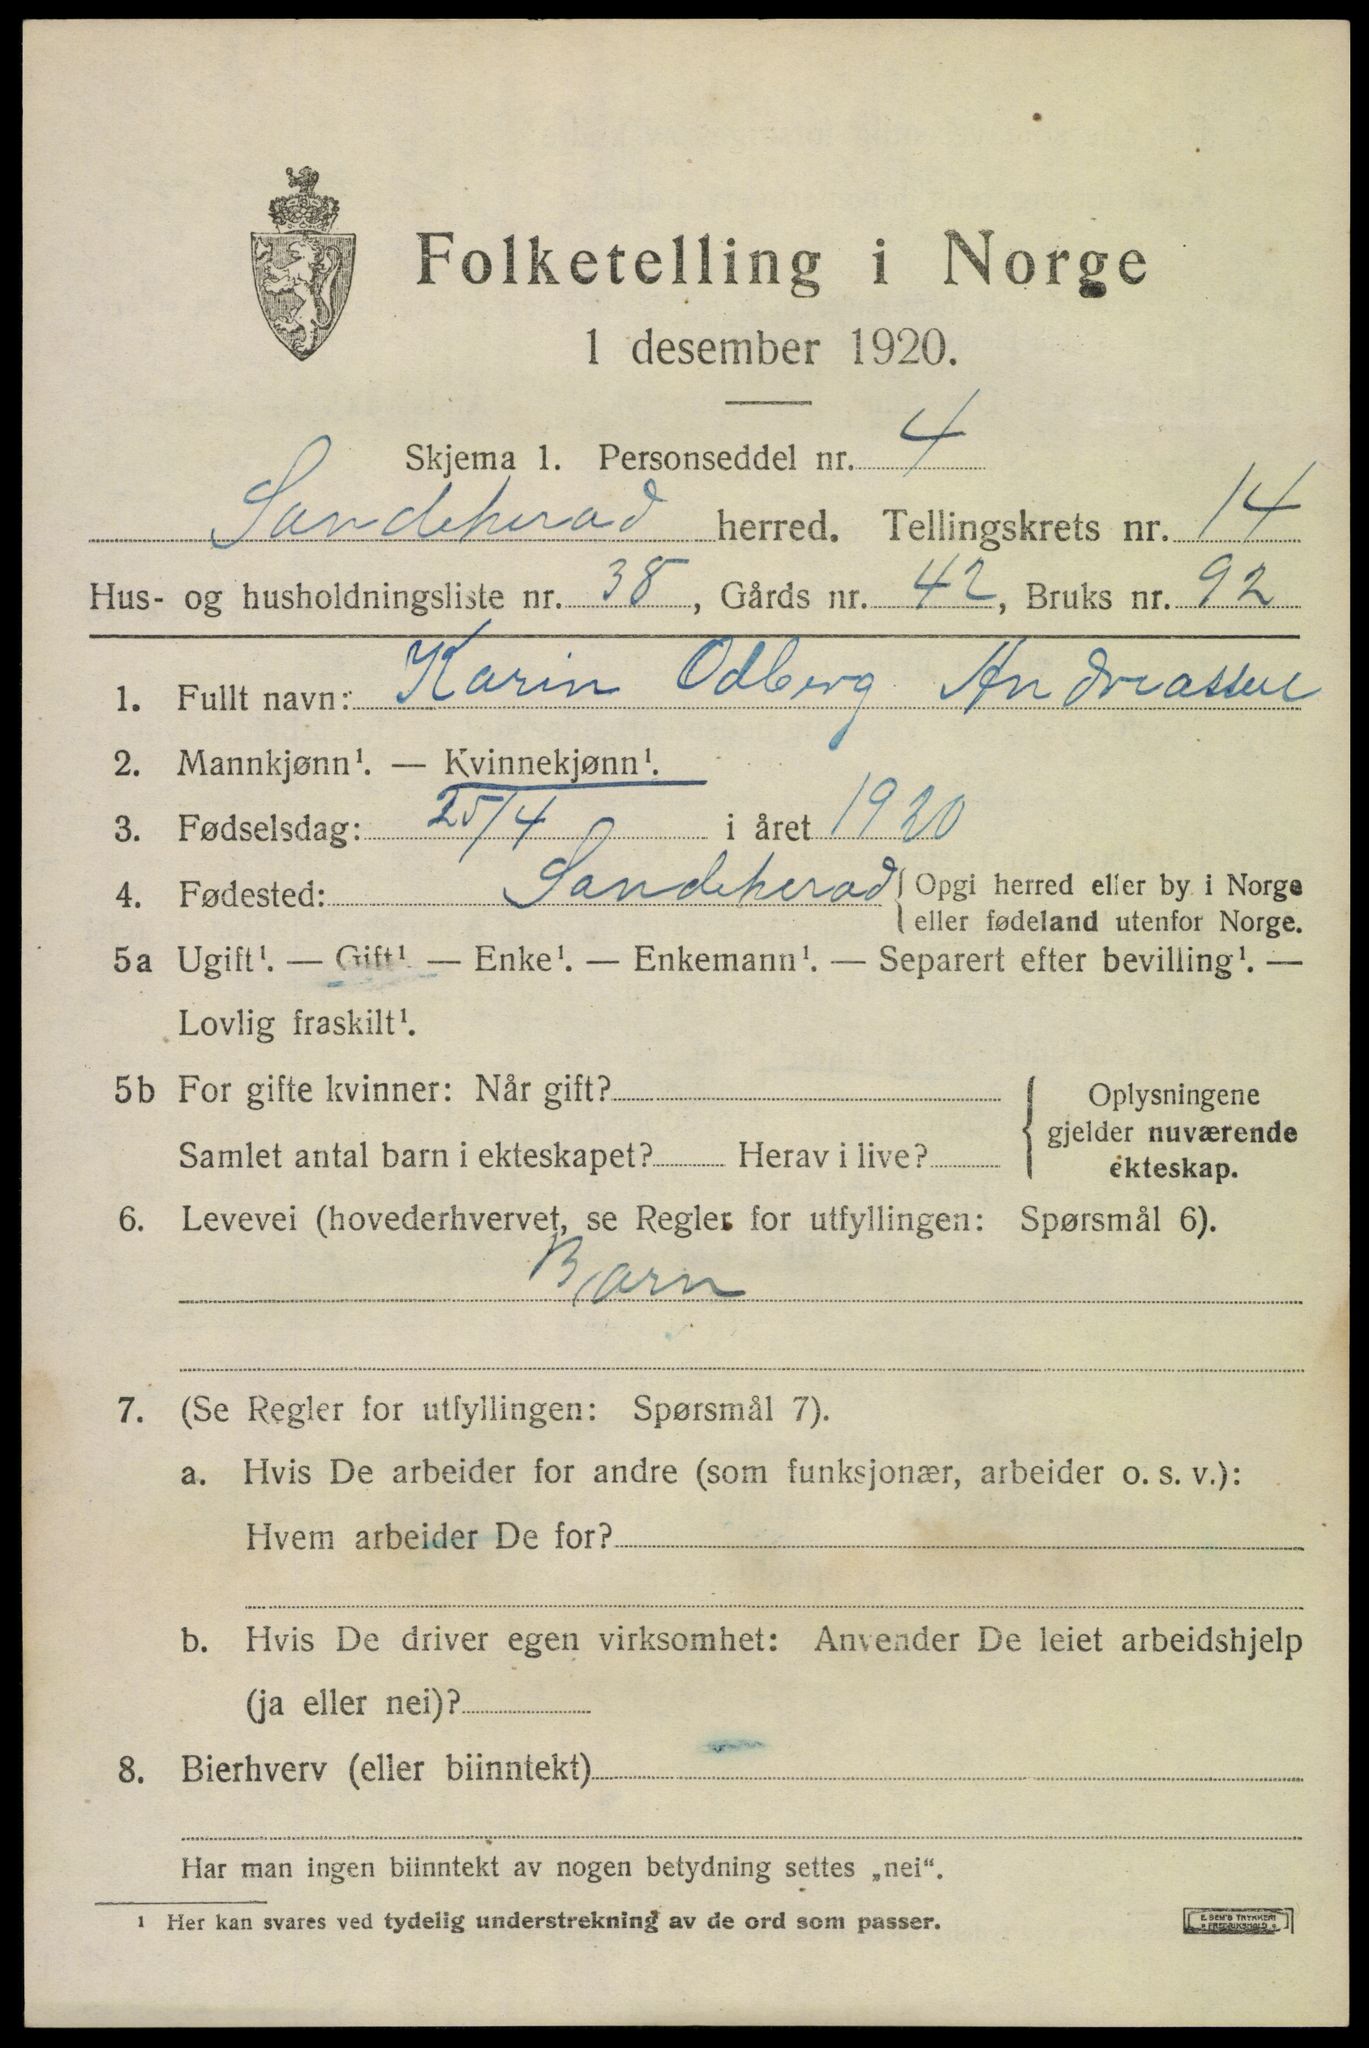 Folketelling i Norge
1 desember 1920.
Skjema 1. Personseddel nr. 4
Sandeherad herred. Tellingskrets nr. 14
Hus- og husholdningsliste nr. 38, Gårds nr. 42, Bruks nr. 92
1. Fullt navn: Karin Odberg Andreassen
2. Mannkjønn¹. — Kvinnekjønn¹.
3. Fødselsdag: 25/4 i året 1920
4. Fødested: Sandeherad { Opgi herred eller by i Norge
eller fødeland utenfor Norge.
5a Ugift¹. — Gift¹. — Enke¹. — Enkemann¹. — Separert efter bevilling¹. —
Lovlig fraskilt¹.
5b For gifte kvinner: Når gift?
Samlet antal barn i ekteskapet? Herav i live?
Oplysningene
gjelder nuværende
ekteskap.
6. Levevei (hovederhvervet, se Regler for utfyllingen: Spørsmål 6).
Barn
7. (Se Regler for utfyllingen: Spørsmål 7).
a. Hvis De arbeider for andre (som funksjonær, arbeider o. s. v.):
Hvem arbeider De for?
b. Hvis De driver egen virksomhet: Anvender De leiet arbeidshjelp
(ja eller nei)?
8. Bierhverv (eller biinntekt)
Har man ingen biinntekt av nogen betydning settes „nei“.
¹ Her kan svares ved tydelig understrekning av de ord som passer.
E. SEM'S TRYKKERI
FREDRIKSHALD